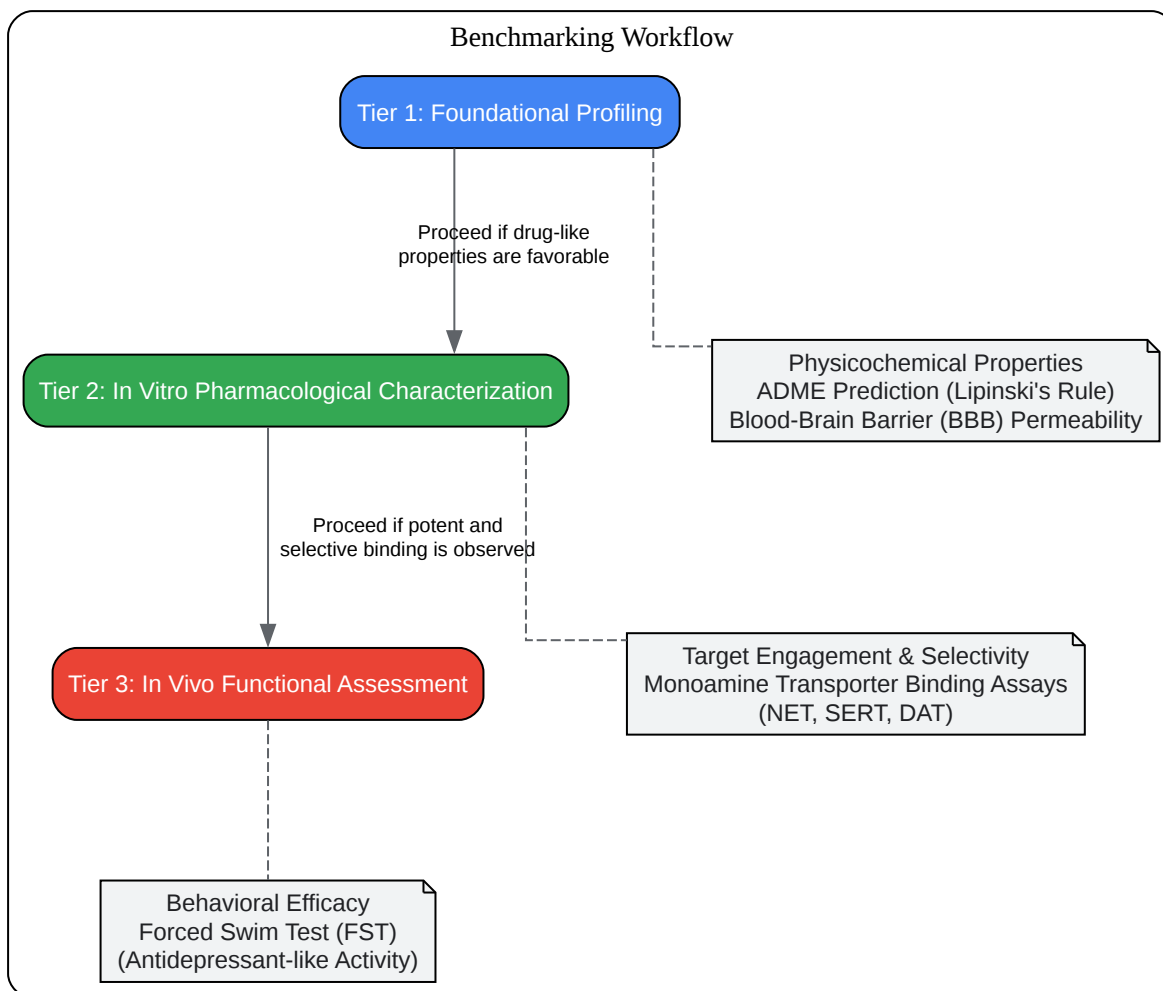 Benchmarking Workflow
Tier 1: Foundational Profiling
Proceed if drug-like
properties are favorable
Physicochemical Properties
ADME Prediction (Lipinski's Rule)
Blood-Brain Barrier (BBB) Permeability
Tier 2: In Vitro Pharmacological Characterization
Proceed if potent and
selective binding is observed
Target Engagement & Selectivity
Monoamine Transporter Binding Assays
(NET, SERT, DAT)
Tier 3: In Vivo Functional Assessment
Behavioral Efficacy
Forced Swim Test (FST)
(Antidepressant-like Activity)